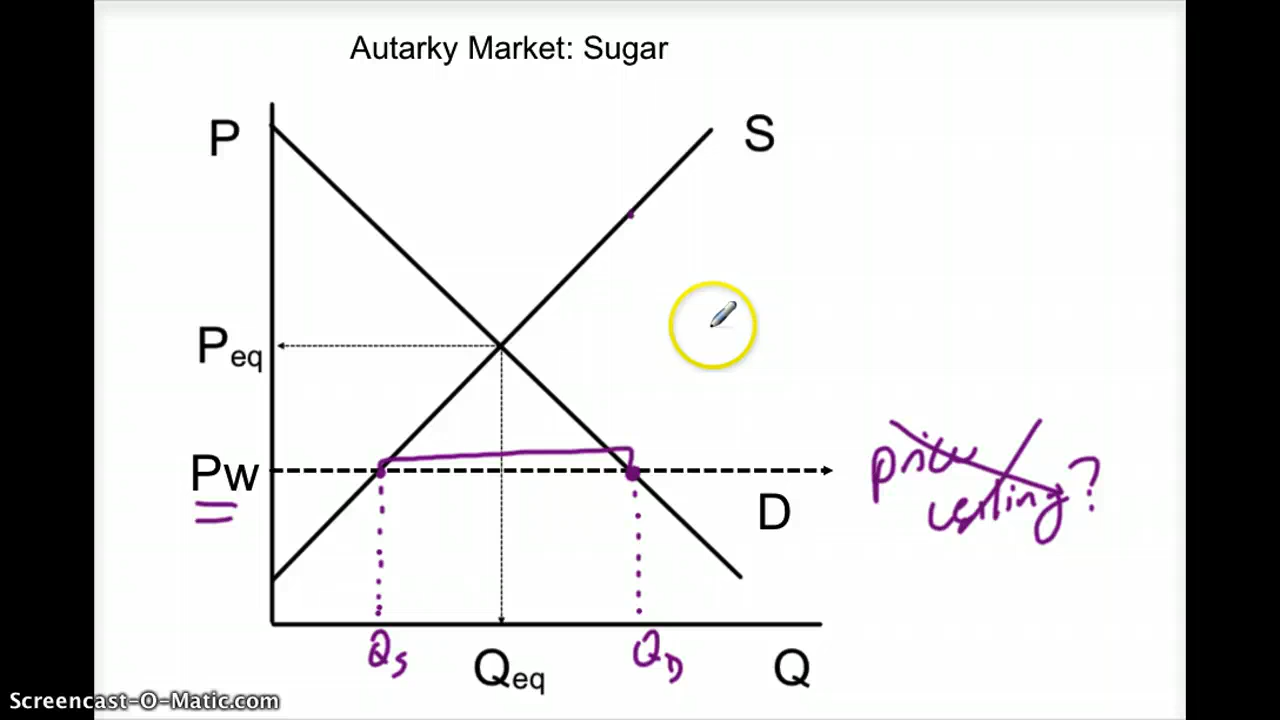 Autarky Market: Sugar
P
S
Peq
Pw
D
price
ceiling?
Qs
Qeq
QD
Q
Screencast-O-Matic.com